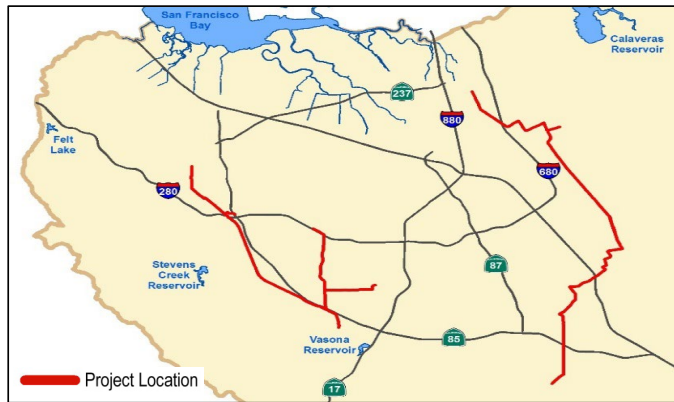 San Francisco
Bay
Calaveras
Reservoir
237
880
Felt
Lake
680
280
Stevens
Creek
Reservoir
87
Vasona
Reservoir
85
Project Location
17